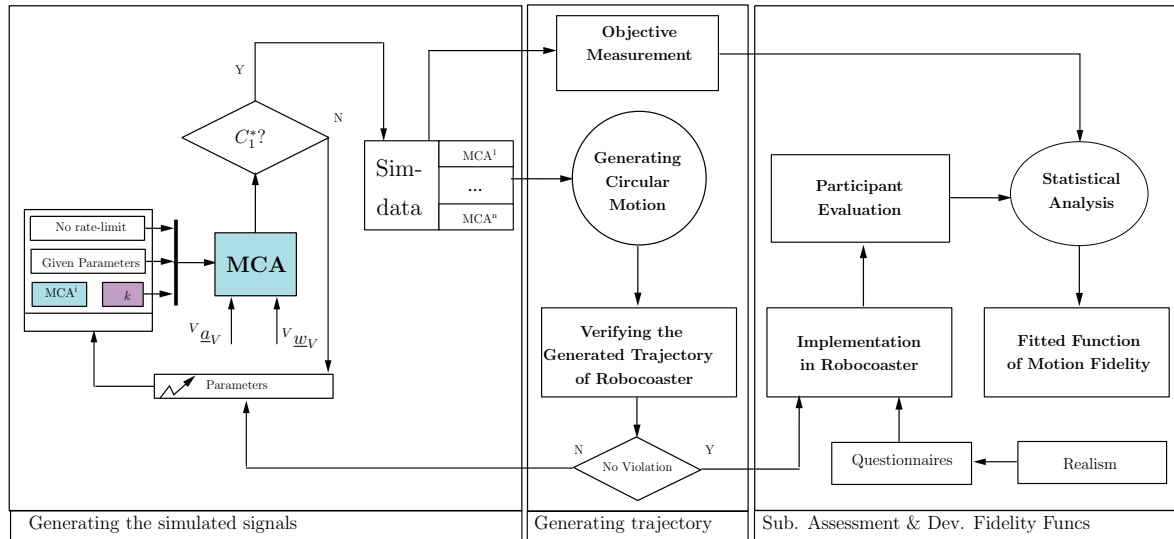 Y
N
C₁*?
No rate-limit
Given Parameters
MCAⁱ
k
MCA
ⱽa̲ᵥ
ⱽw̲ᵥ
Parameters
Sim-
data
MCA¹
...
MCAⁿ
Generating the simulated signals
Objective
Measurement
Generating
Circular
Motion
Verifying the
Generated Trajectory
of Robocoaster
N
No Violation
Y
Generating trajectory
Participant
Evaluation
Statistical
Analysis
Implementation
in Robocoaster
Fitted Function
of Motion Fidelity
Questionnaires
Realism
Sub. Assessment & Dev. Fidelity Funcs